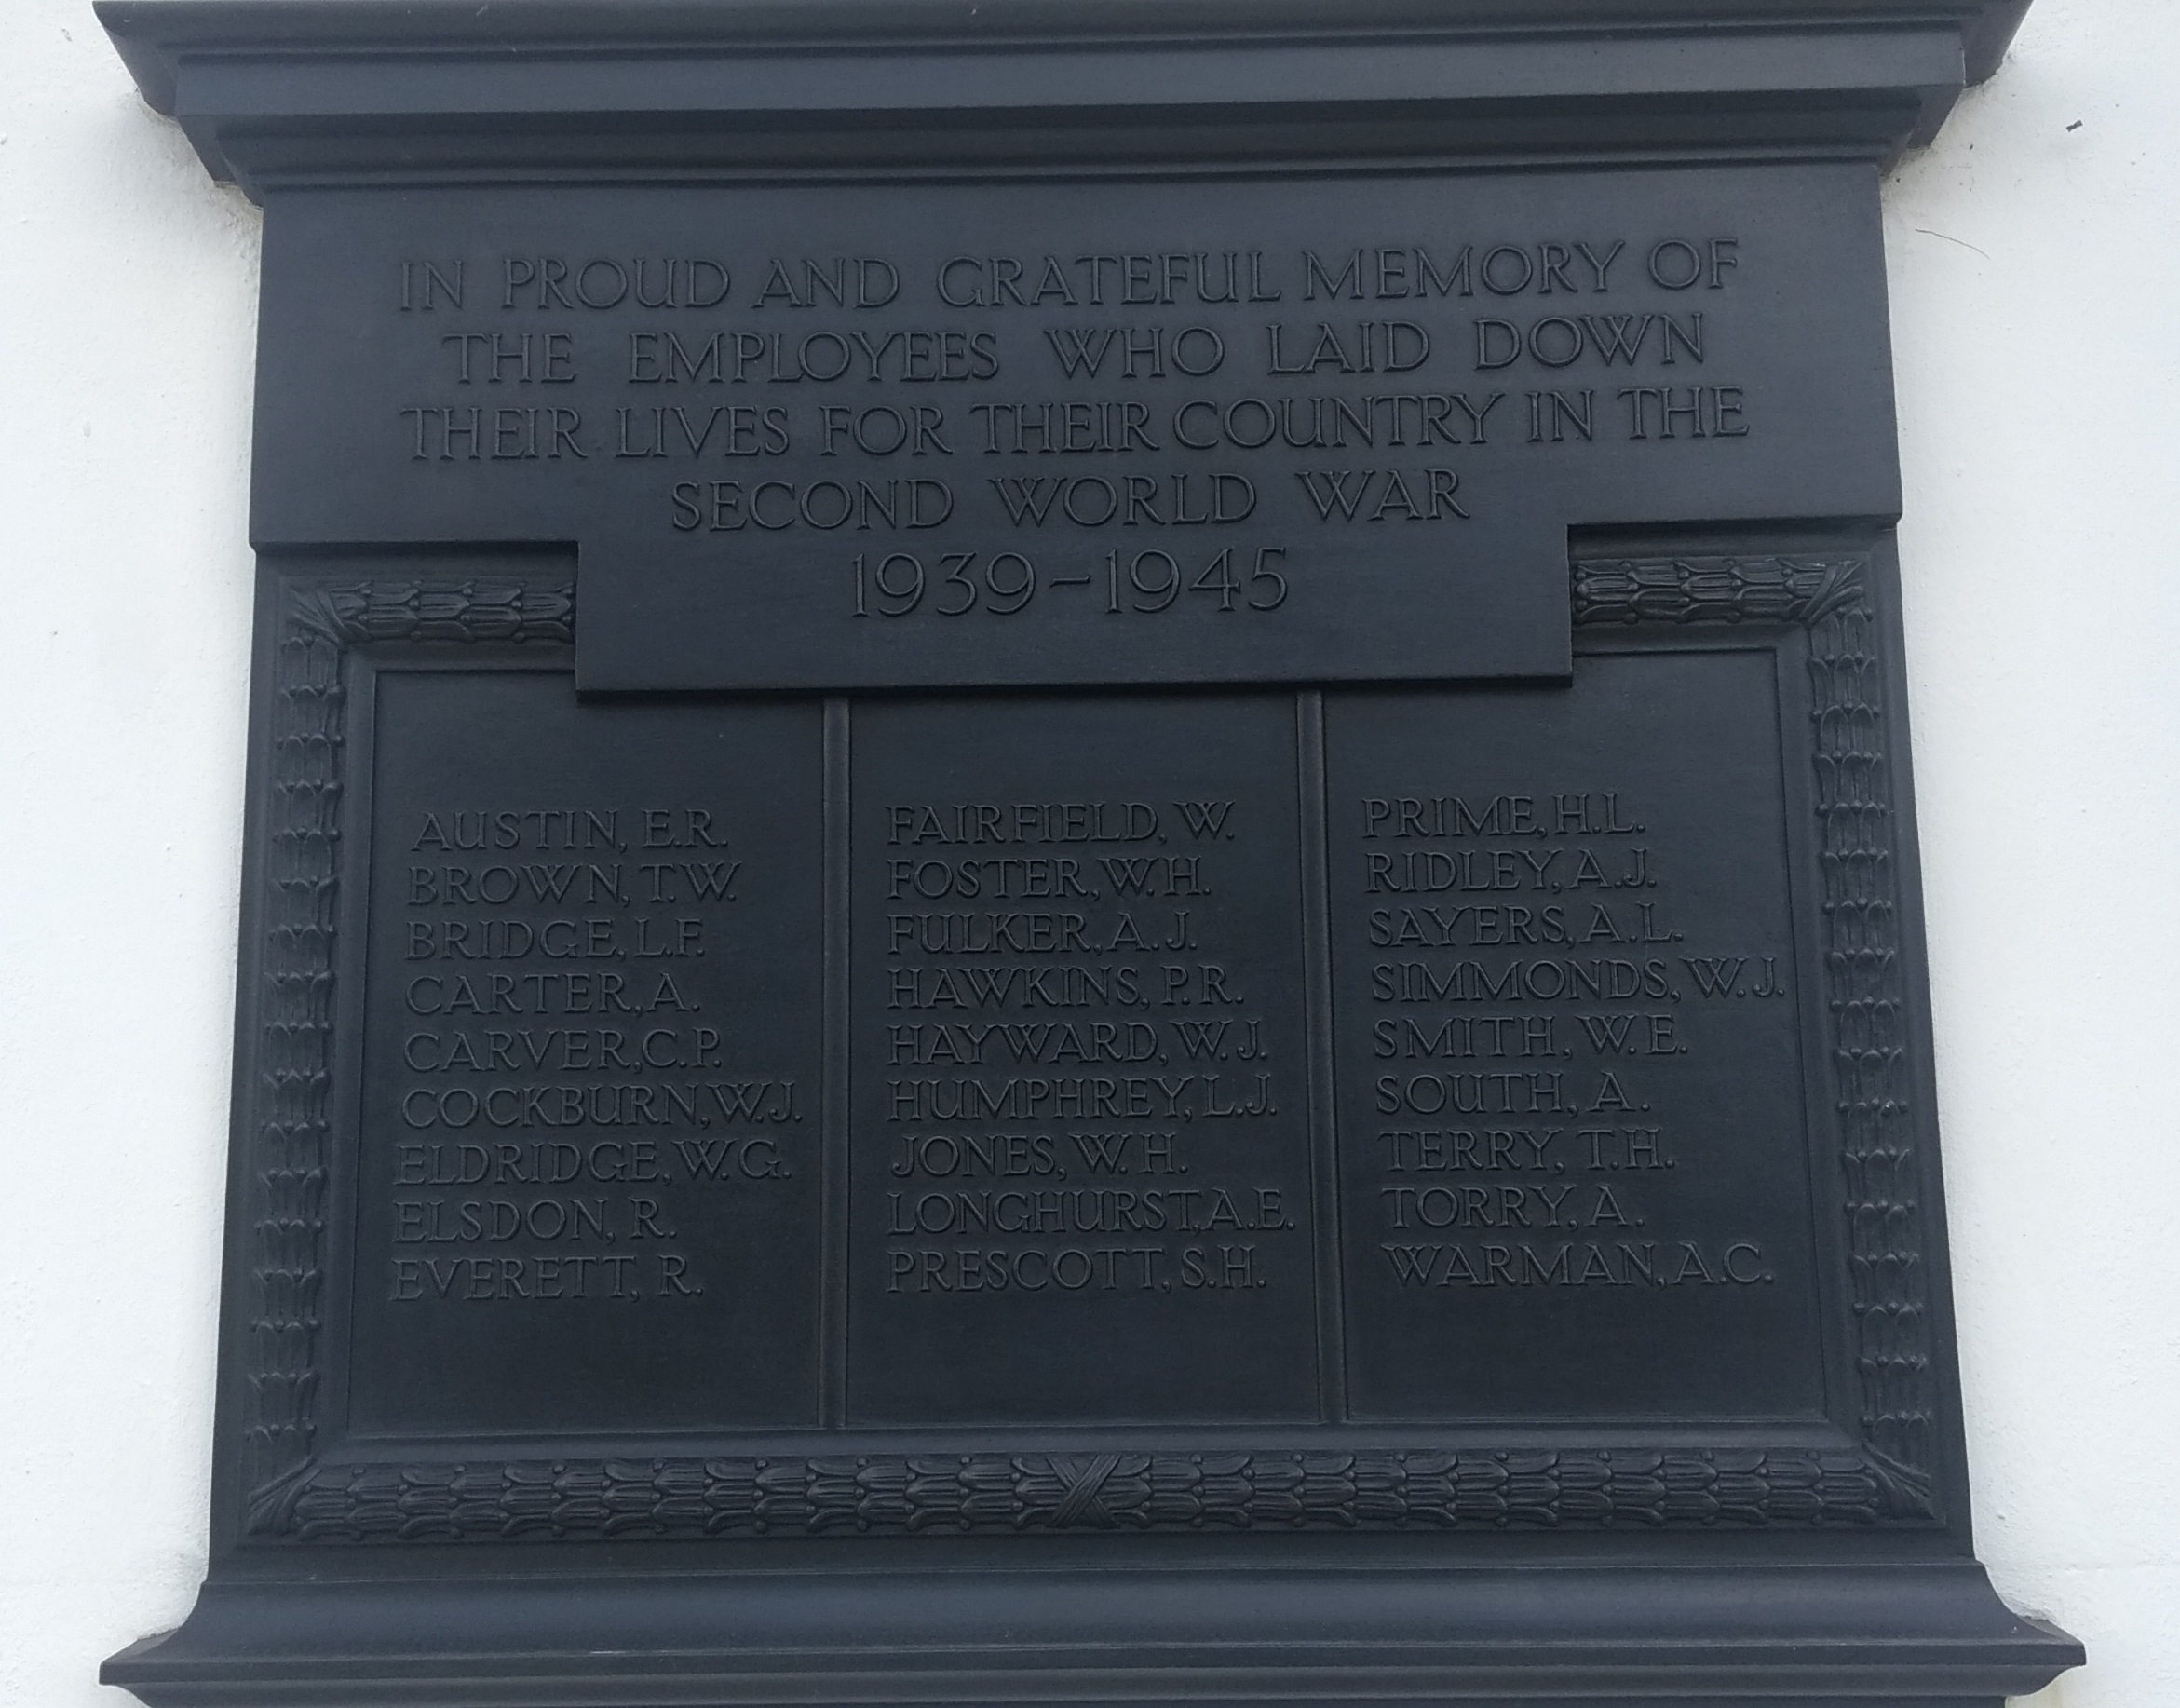 IN PROUD AND GRATEFUL MEMORY OF
THE EMPLOYEES WHO LAID DOWN
THEIR LIVES FOR THEIR COUNTRY IN THE
SECOND WORLD WAR
1939-1945
AUSTIN, E.R.
BROWN, T.W.
BRIDGE, L.F.
CARTER, A.
CARVER, C.P.
COCKBURN, W.J.
ELDRIDGE, W.G.
ELSDON, R.
EVERETT, R.
FAIRFIELD, W.
FOSTER, W.H.
FULKER, A.J.
HAWKINS, P.R.
HAYWARD, W.J.
HUMPHREY, L.J.
JONES, W.H.
LONGHURST, A.E.
PRESCOTT, S.H.
PRIME, H.L.
RIDLEY, A.J.
SAYERS, A.L.
SIMMONDS, W.J.
SMITH, W.E.
SOUTH, A.
TERRY, T.H.
TORRY, A.
WARMAN, A.C.